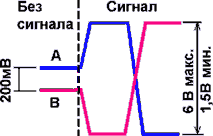 Без
сигнала
Сигнал
A
B
200мВ
6 В макс.
1,5В мин.